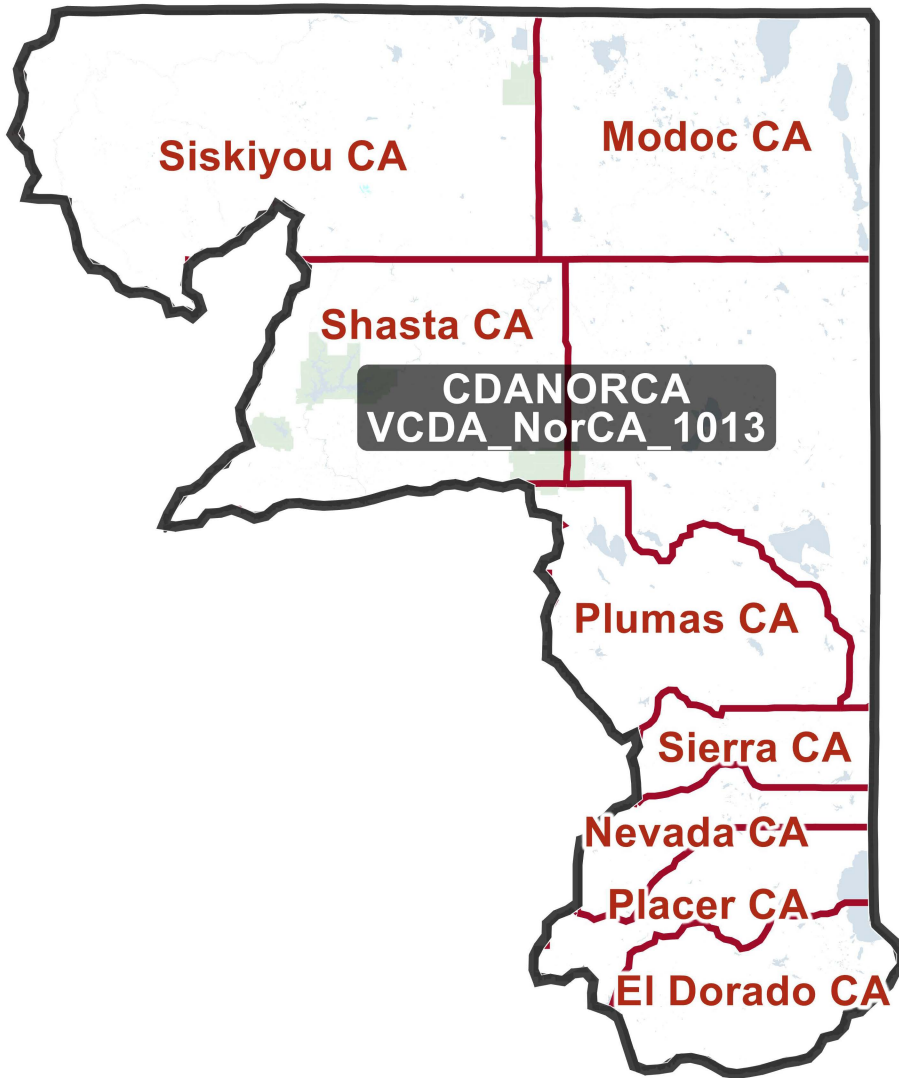 Siskiyou CA
Modoc CA
Shasta CA
CDANORCA
VCDA_NorCA_1013
Plumas CA
Sierra CA
Nevada CA
Placer CA
El Dorado CA